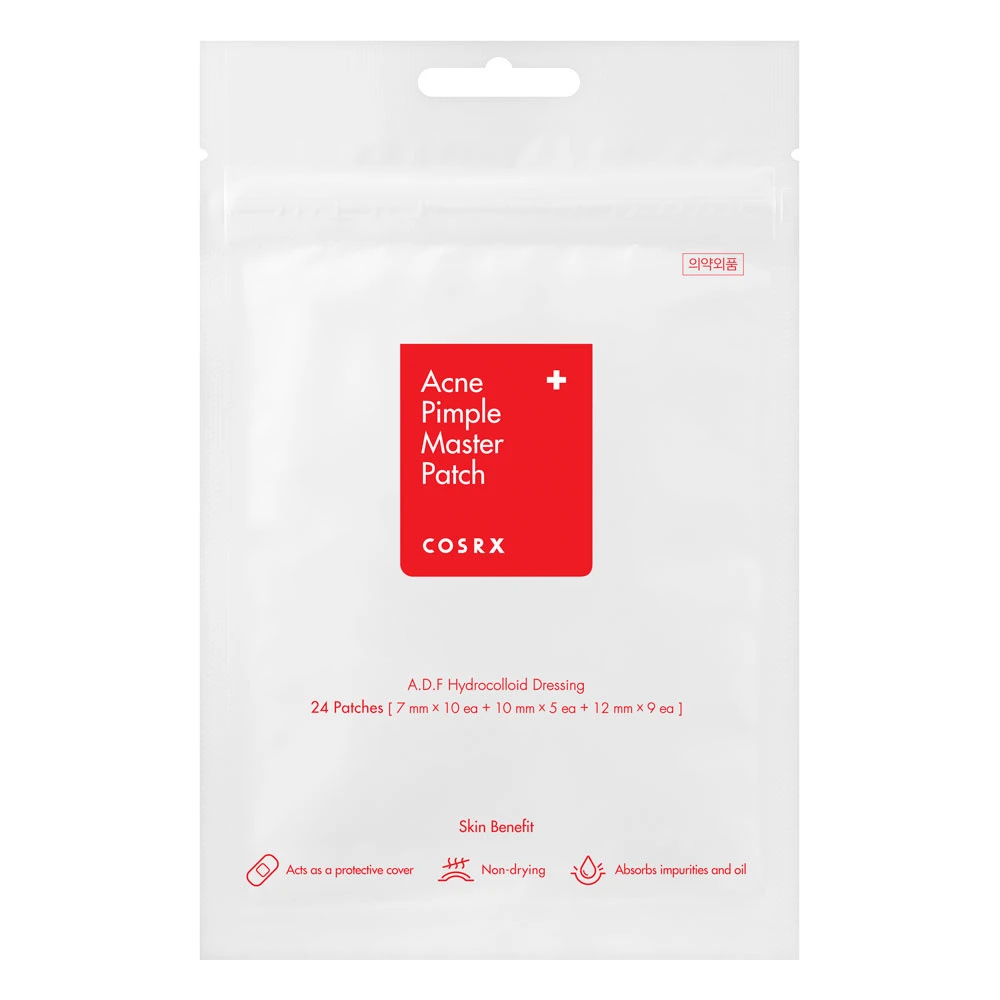 의약외품
Acne
Pimple
Master
Patch
COSRX
A.D.F Hydrocolloid Dressing
24 Patches [ 7 mm x 10 ea + 10 mm x 5 ea + 12 mm x 9 ea ]
Skin Benefit
Acts as a protective cover
Non-drying
Absorbs impurities and oil